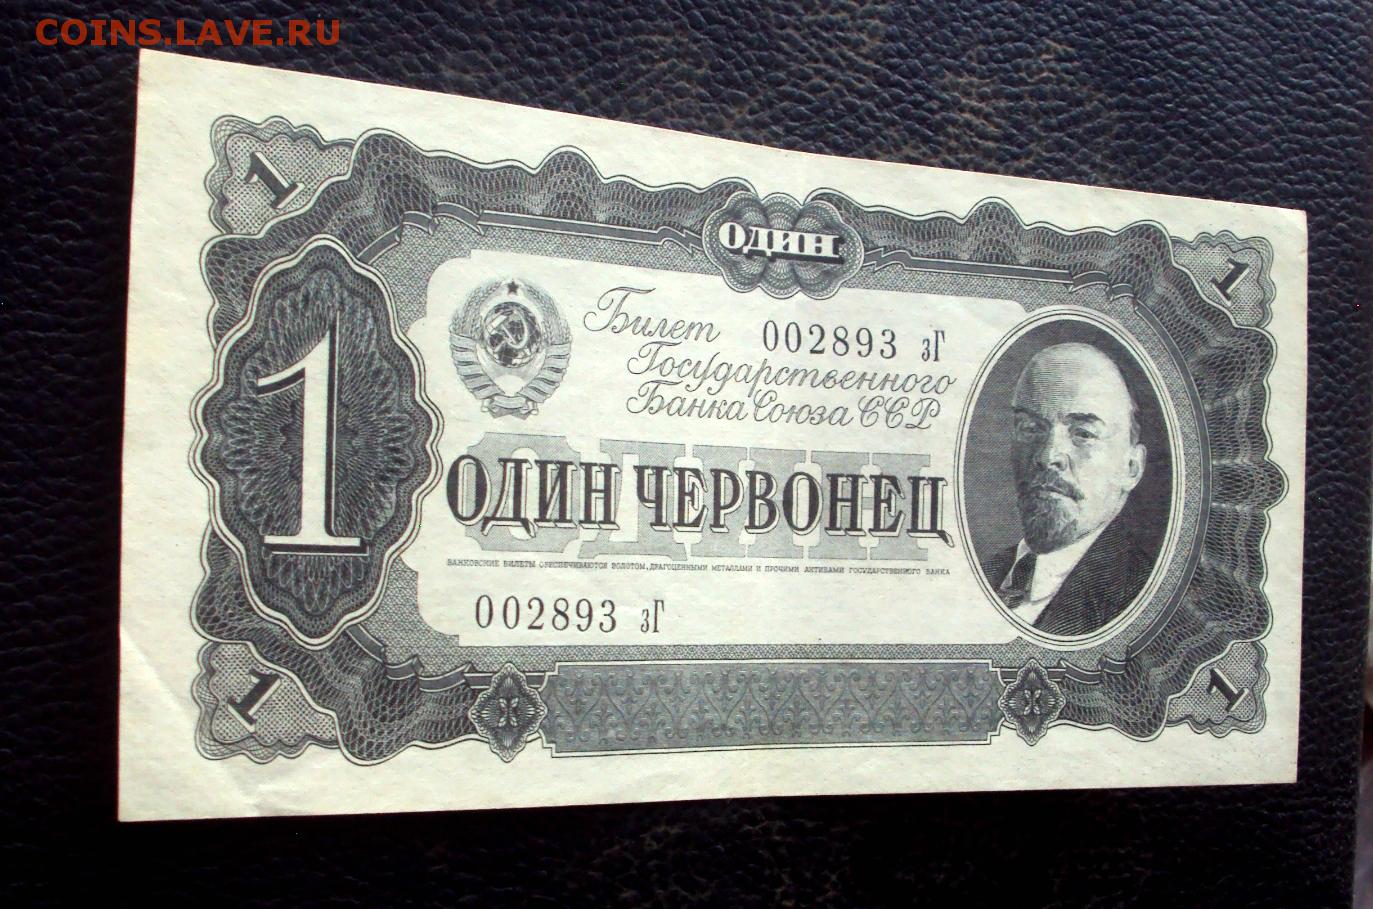 COINS.LAVE.RU
1
1
ОДИН
Билет 002893 зГ
Государственного
Банка Союза ССР
1
ОДИН
ОДИН ЧЕРВОНЕЦ
БАНКОВСКИЕ БИЛЕТЫ ОБЕСПЕЧИВАЮТСЯ ЗОЛОТОМ, ДРАГОЦЕННЫМИ МЕТАЛЛАМИ И ПРОЧИМИ АКТИВАМИ ГОСУДАРСТВЕННОГО БАНКА
002893 зГ
1
1